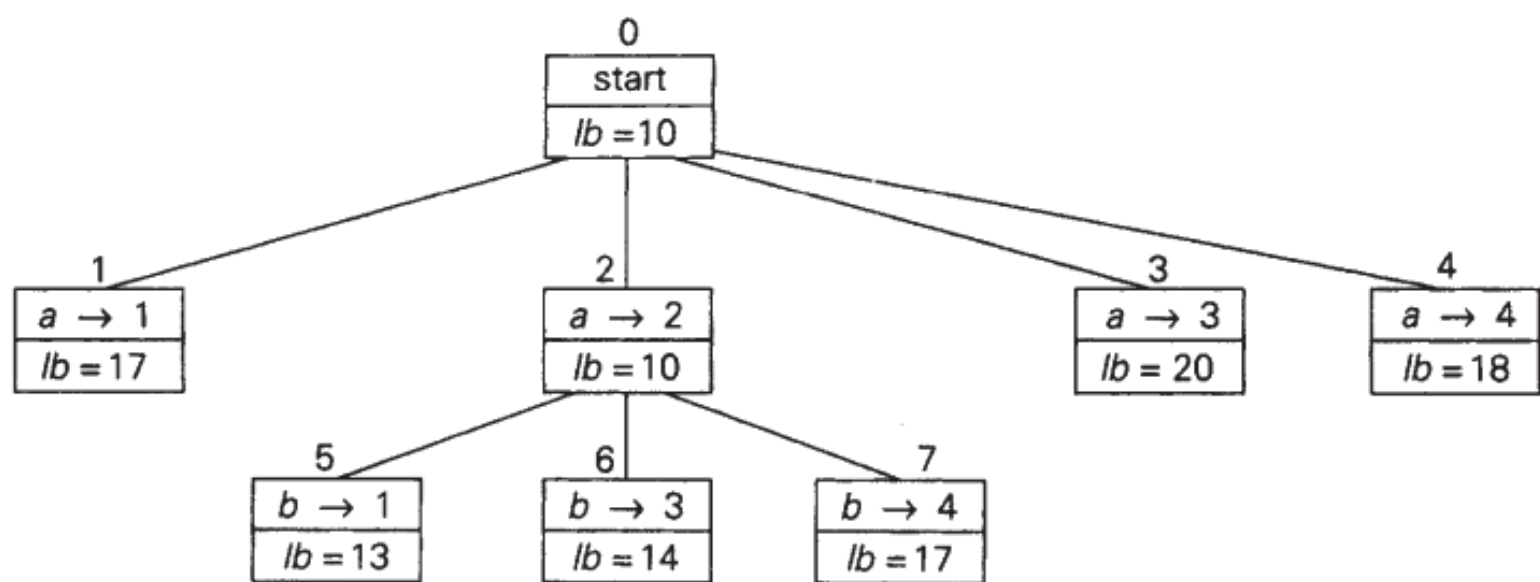 0
start
lb = 10
1 2 3 4
a → 1 a → 2 a → 3 a → 4
lb = 17 lb = 10 lb = 20 lb = 18
5 6 7
b → 1 b → 3 b → 4
lb = 13 lb = 14 lb = 17